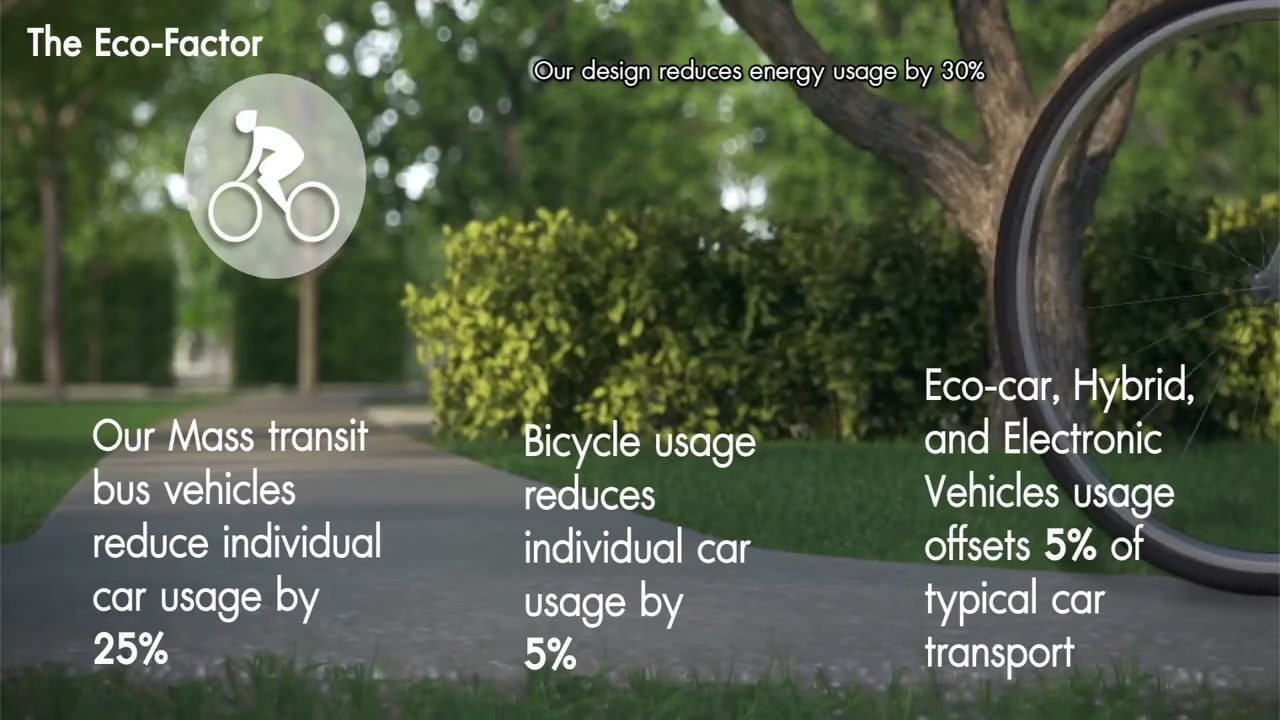 The Eco-Factor
Our design reduces energy usage by 30%
Our Mass transit
bus vehicles
reduce individual
car usage by
25%
Bicycle usage
reduces
individual car
usage by
5%
Eco-car, Hybrid,
and Electronic
Vehicles usage
offsets 5% of
typical car
transport